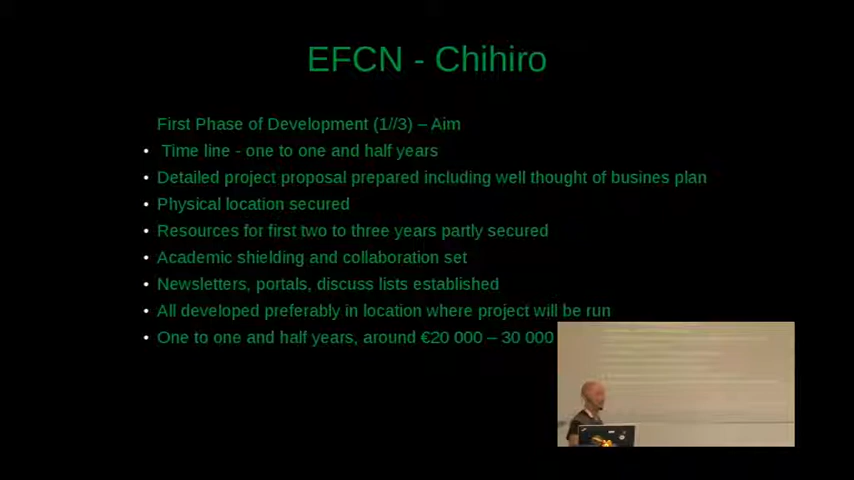 EFCN - Chihiro
First Phase of Development (1//3) – Aim
• Time line - one to one and half years
• Detailed project proposal prepared including well thought of busines plan
• Physical location secured
• Resources for first two to three years partly secured
• Academic shielding and collaboration set
• Newsletters, portals, discuss lists established
• All developed preferably in location where project will be run
• One to one and half years, around €20 000 – 30 000